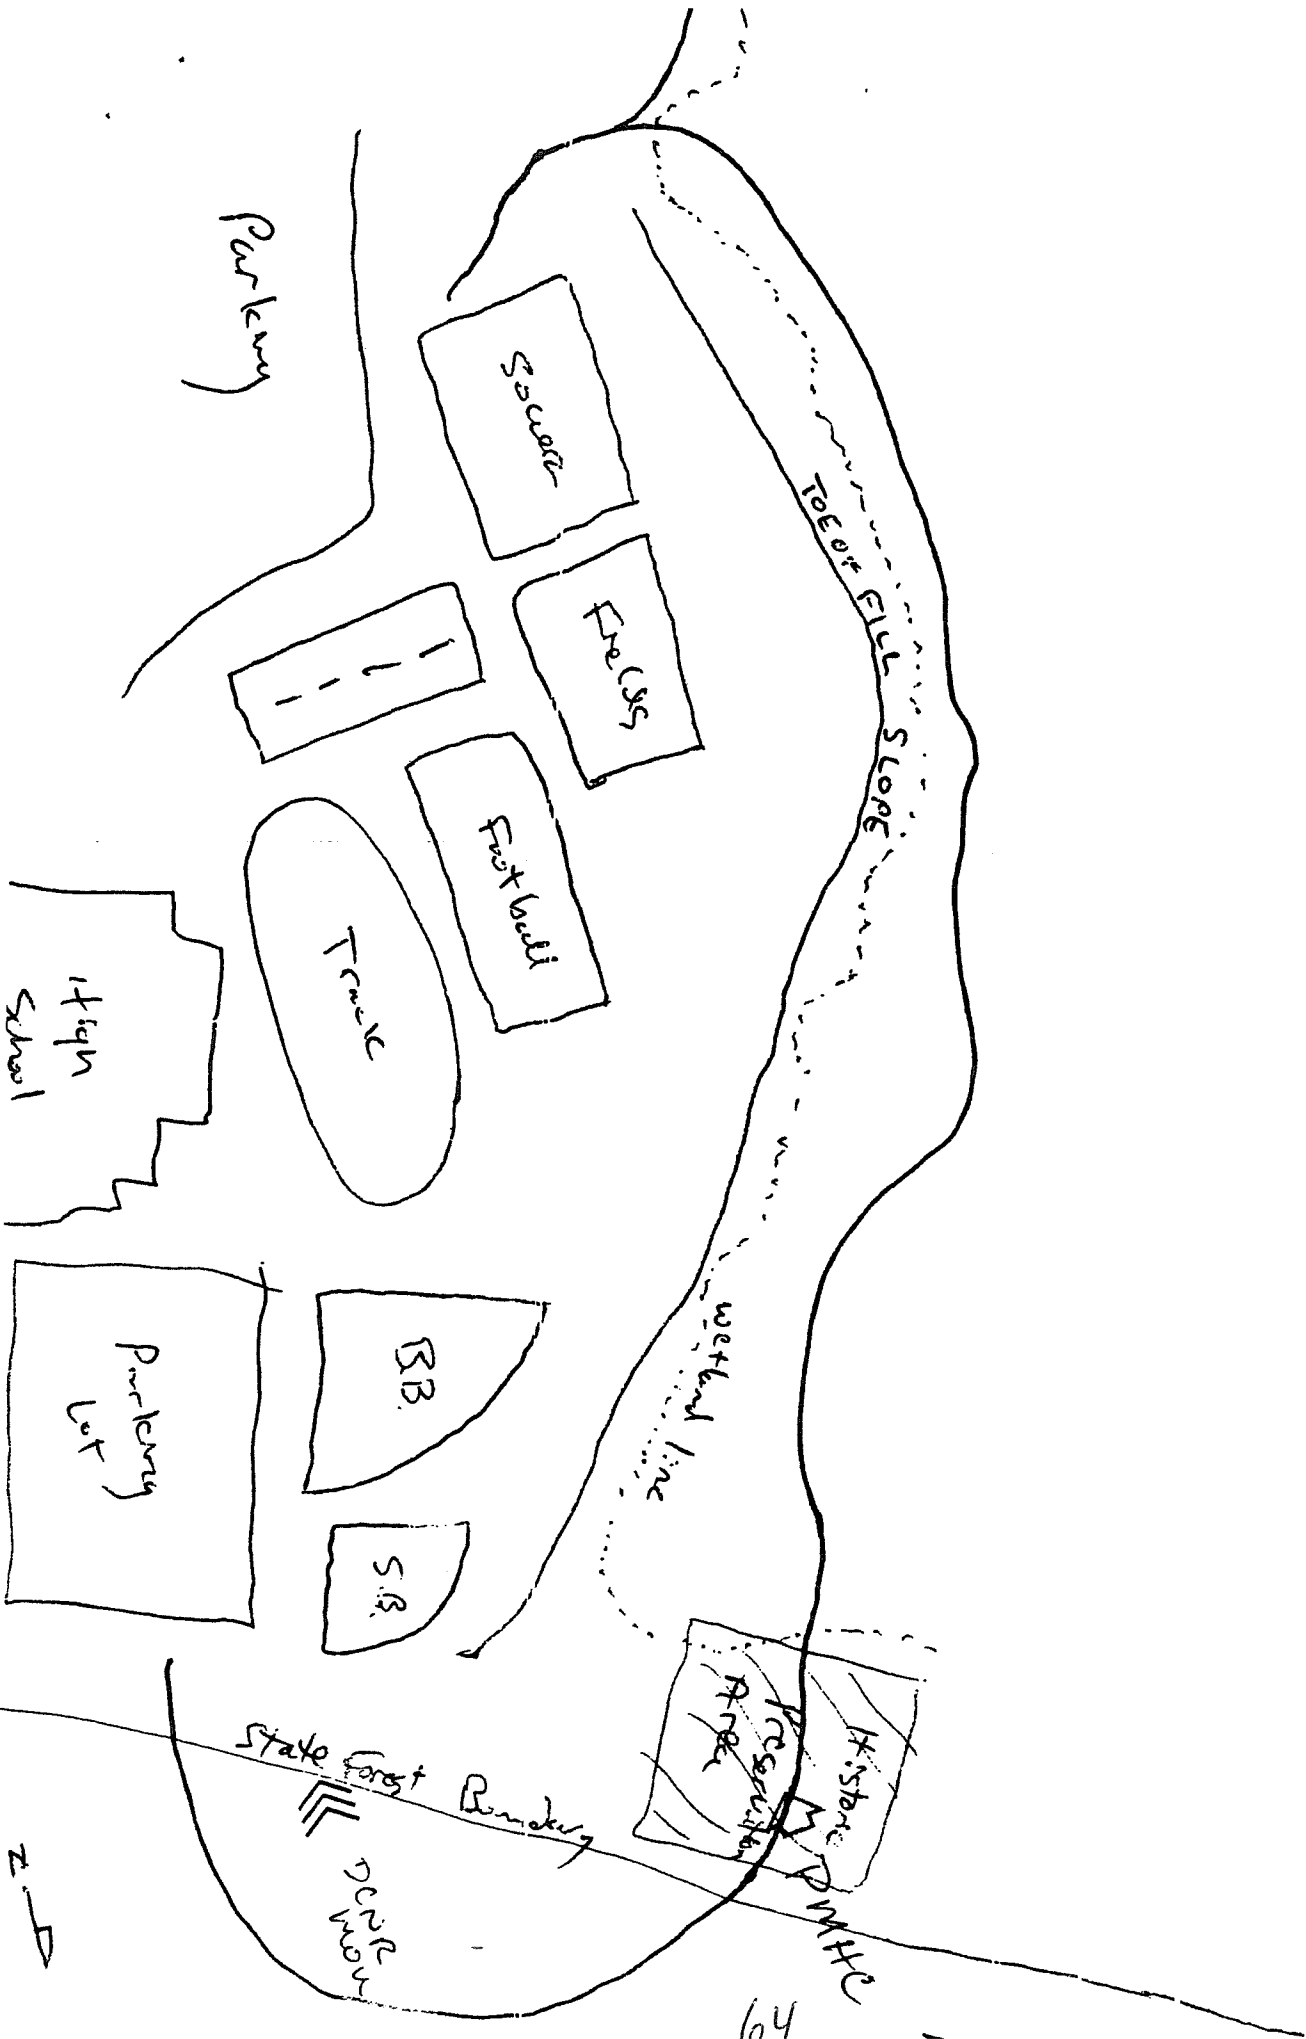 Parking
Soccer
TOE OF FILL SLOPE
Football
Track
High
School
wetland line
B.B.
Parking
Lot
S.B.
Historic
Preservation
Area
State Forest Boundary
PMHC
DCNR
MOU
N
64